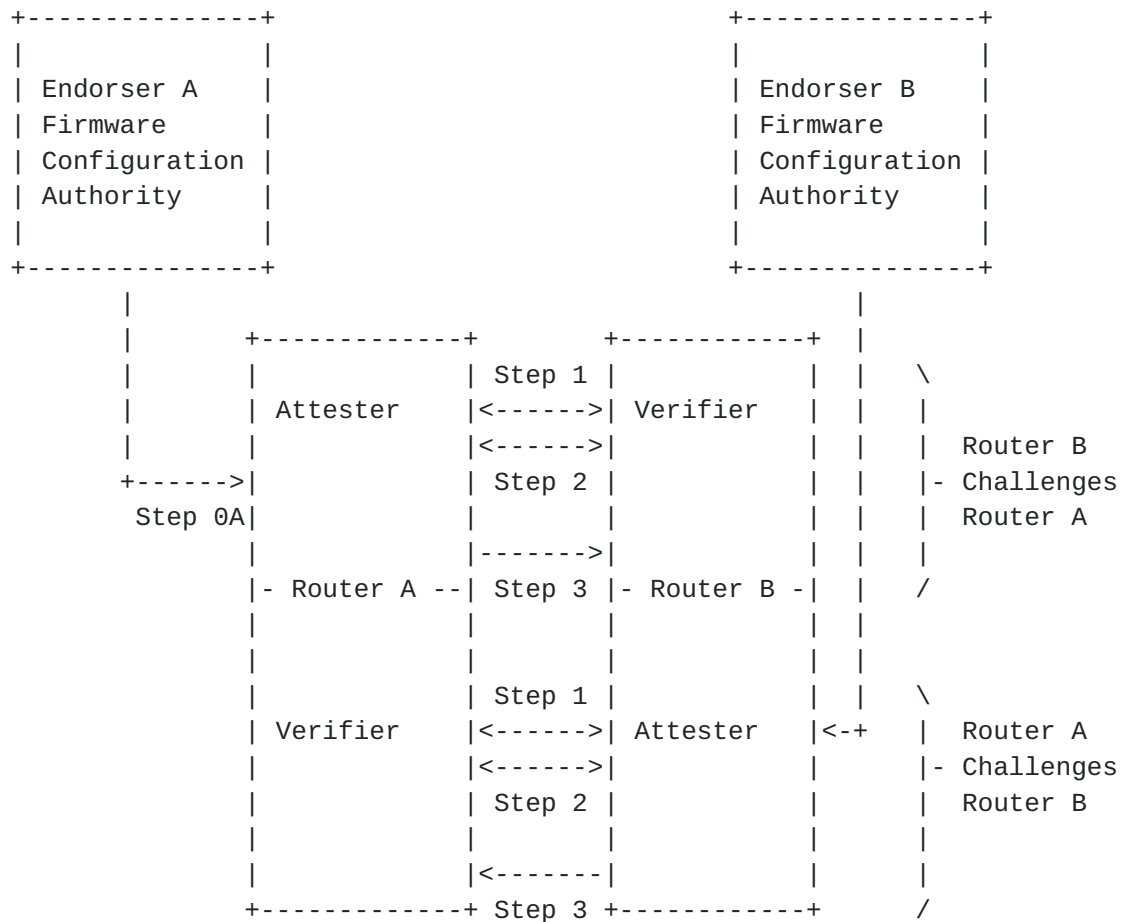 +---------------+                              +---------------+
|               |                              |               |
| Endorser A    |                              | Endorser B    |
| Firmware      |                              | Firmware      |
| Configuration |                              | Configuration |
| Authority     |                              | Authority     |
|               |                              |               |
+---------------+                              +---------------+
       |                                               |
       |       +-------------+        +------------+   |
       |       |             | Step 1 |            |   |   \
       |       | Attester    |<------>| Verifier   |   |   |
       |       |             |<------>|            |   |   |  Router B
       +------>|             | Step 2 |            |   |   |- Challenges
        Step 0A|             |        |            |   |   |  Router A
               |             |------->|            |   |   |
               |- Router A --| Step 3 |- Router B -|   |   /
               |             |        |            |   |
               |             |        |            |   |
               |             | Step 1 |            |   |   \
               | Verifier    |<------>| Attester   |<-+    |  Router A
               |             |<------>|            |       |- Challenges
               |             | Step 2 |            |       |  Router B
               |             |        |            |       |
               |             |<-------|            |       |
               +-------------+ Step 3 +------------+       /